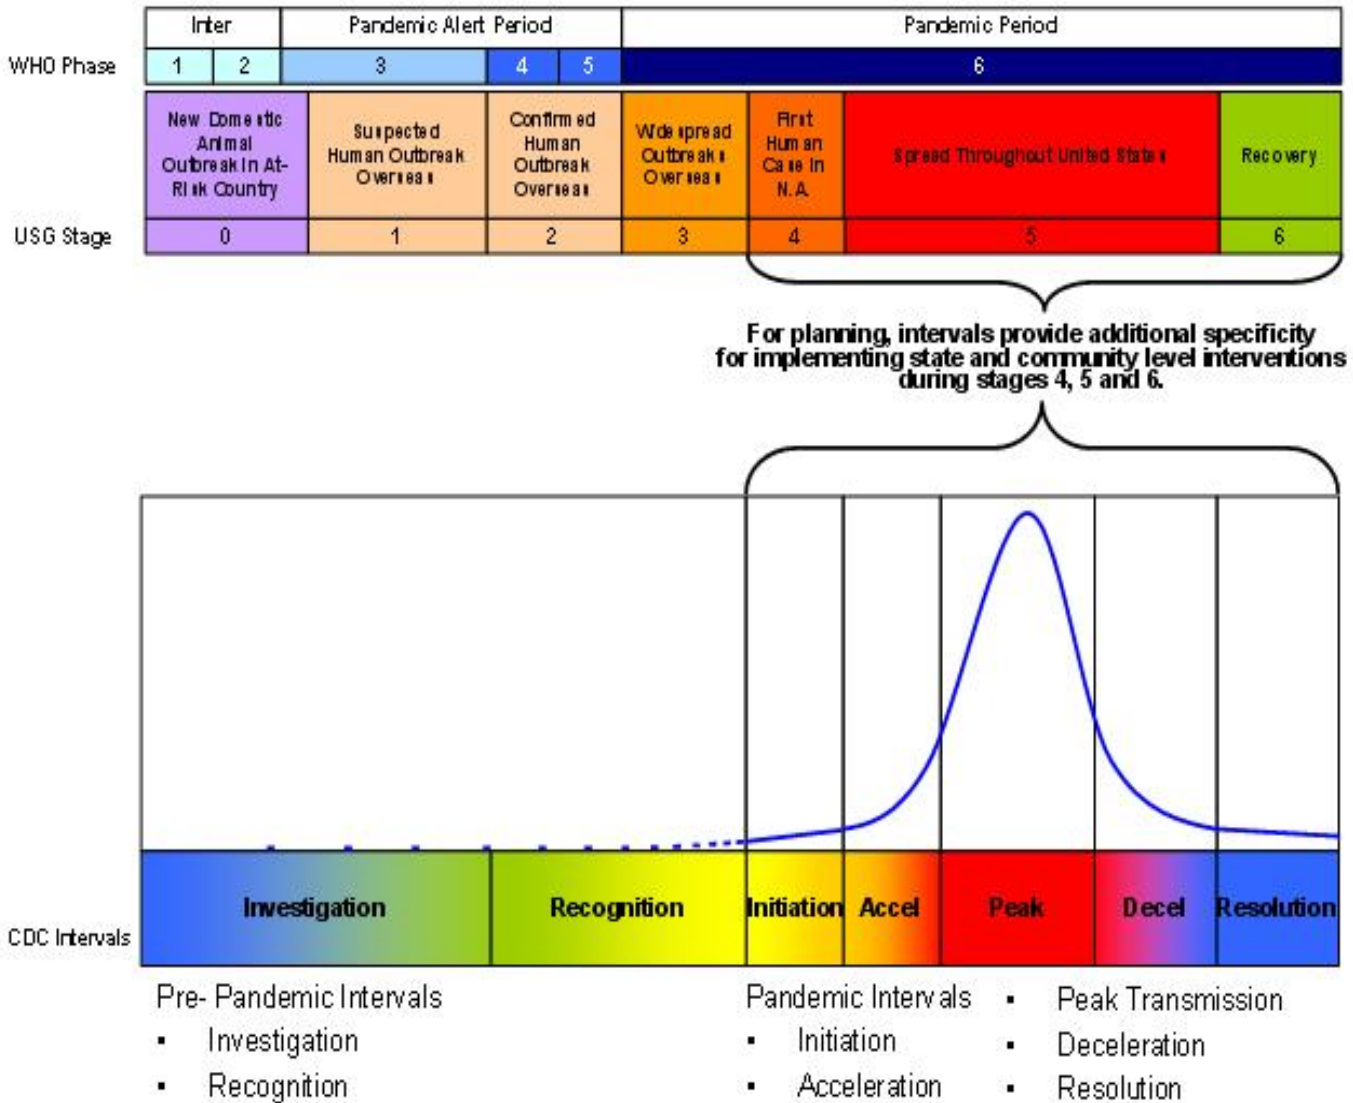 Inter Pandemic Alert Period Pandemic Period
WHO Phase 1 2 3 4 5 6
New Domestic
Animal
Outbreak in At-
Risk Country
Suspected
Human Outbreak
Overseas
Confirmed
Human
Outbreak
Overseas
Widespread
Outbreaks
Overseas
First
Human
Case in
N.A.
Spread Throughout United States
Recovery
USG Stage 0 1 2 3 4 5 6
For planning, intervals provide additional specificity
for implementing state and community level interventions
during stages 4, 5 and 6.
Investigation Recognition Initiation Accel Peak Decel Resolution
CDC Intervals
Pre- Pandemic Intervals
▪ Investigation
▪ Recognition
Pandemic Intervals
▪ Initiation
▪ Acceleration
▪ Peak Transmission
▪ Deceleration
▪ Resolution